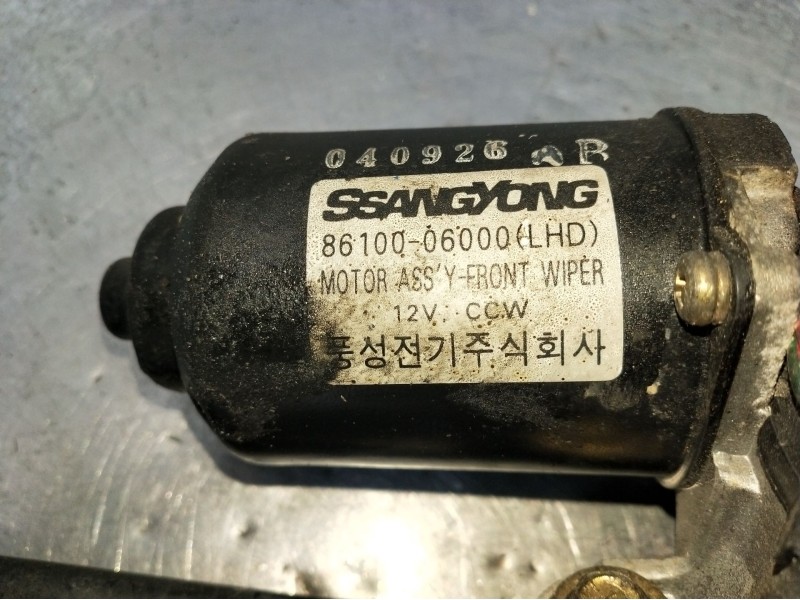 040926 B
SSANGYONG
86100-06000(LHD)
MOTOR ASS'Y-FRONT WIPER
12V. CCW
풍성전기주식회사